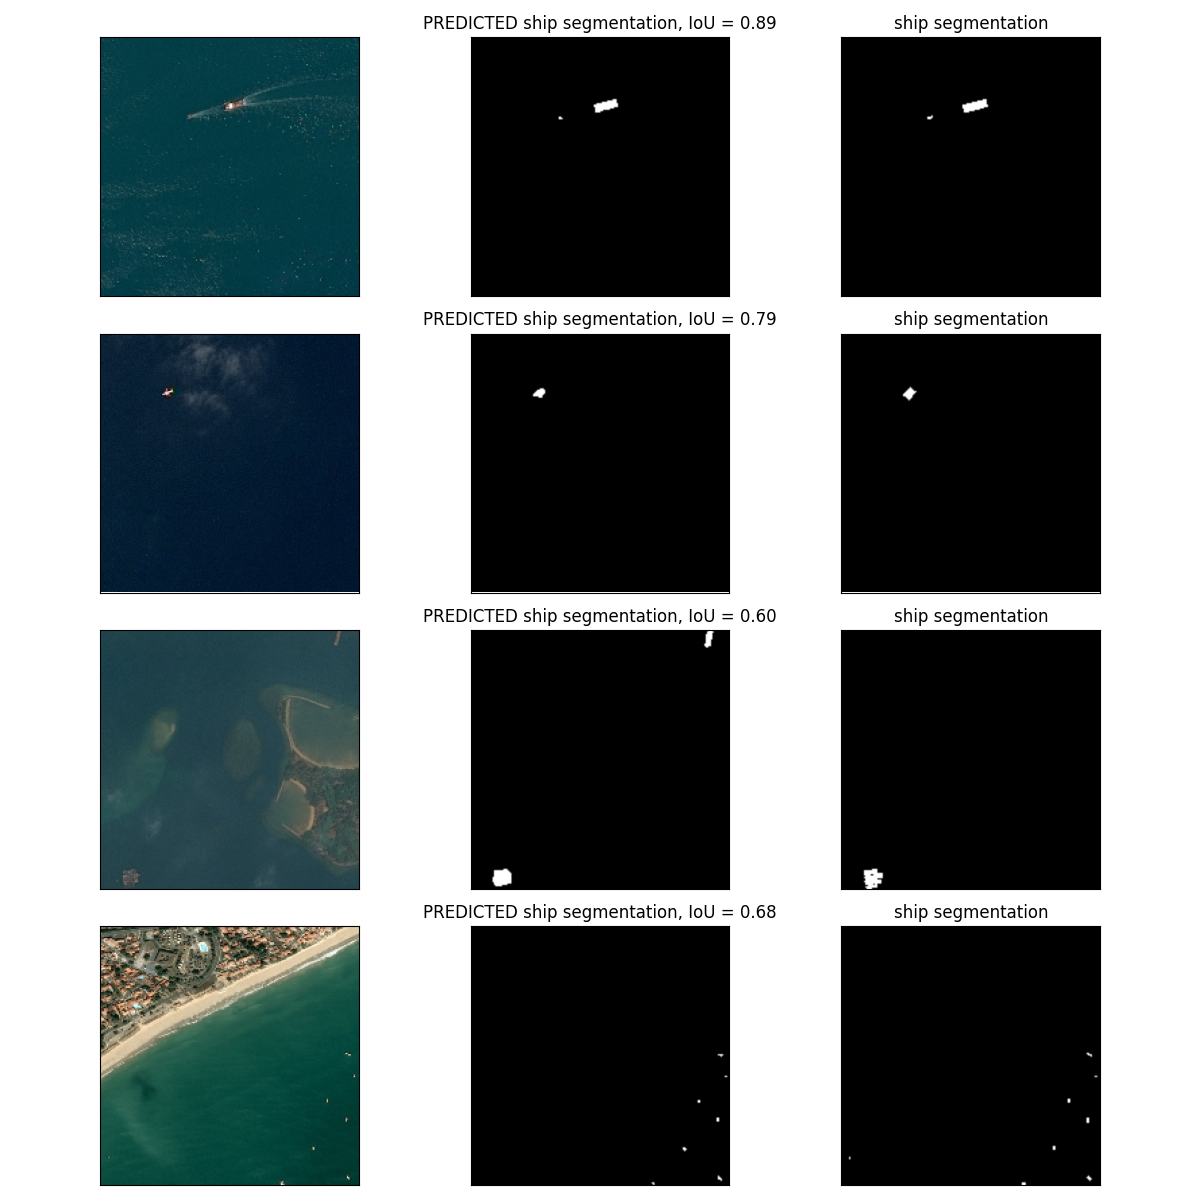 PREDICTED ship segmentation, IoU = 0.89
ship segmentation
PREDICTED ship segmentation, IoU = 0.79
ship segmentation
PREDICTED ship segmentation, IoU = 0.60
ship segmentation
PREDICTED ship segmentation, IoU = 0.68
ship segmentation